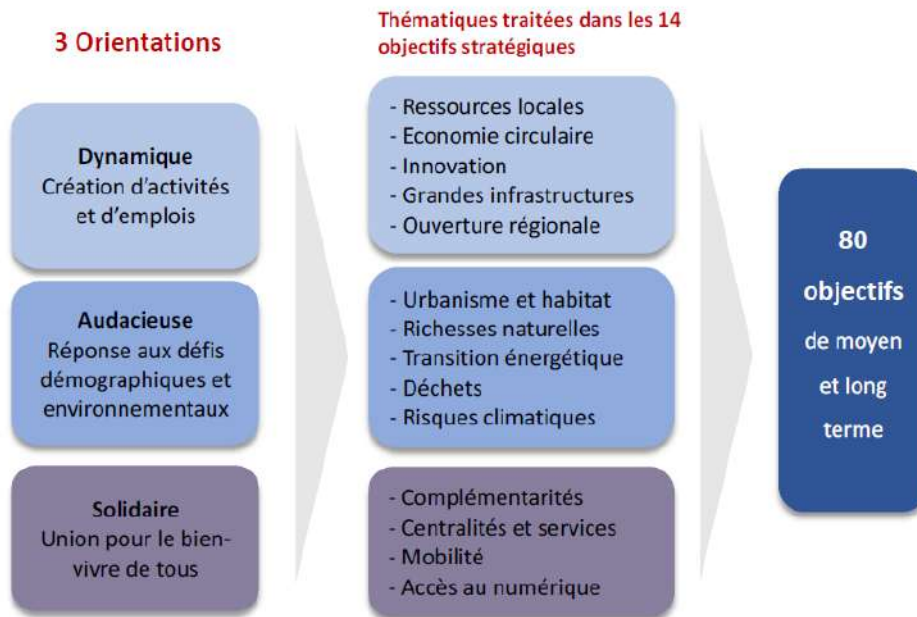 3 Orientations
Thématiques traitées dans les 14
objectifs stratégiques
Dynamique
Création d'activités
et d'emplois
- Ressources locales
- Economie circulaire
- Innovation
- Grandes infrastructures
- Ouverture régionale
Audacieuse
Réponse aux défis
démographiques et
environnementaux
- Urbanisme et habitat
- Richesses naturelles
- Transition énergétique
- Déchets
- Risques climatiques
Solidaire
Union pour le bien-
vivre de tous
- Complémentarités
- Centralités et services
- Mobilité
- Accès au numérique
80
objectifs
de moyen
et long
terme